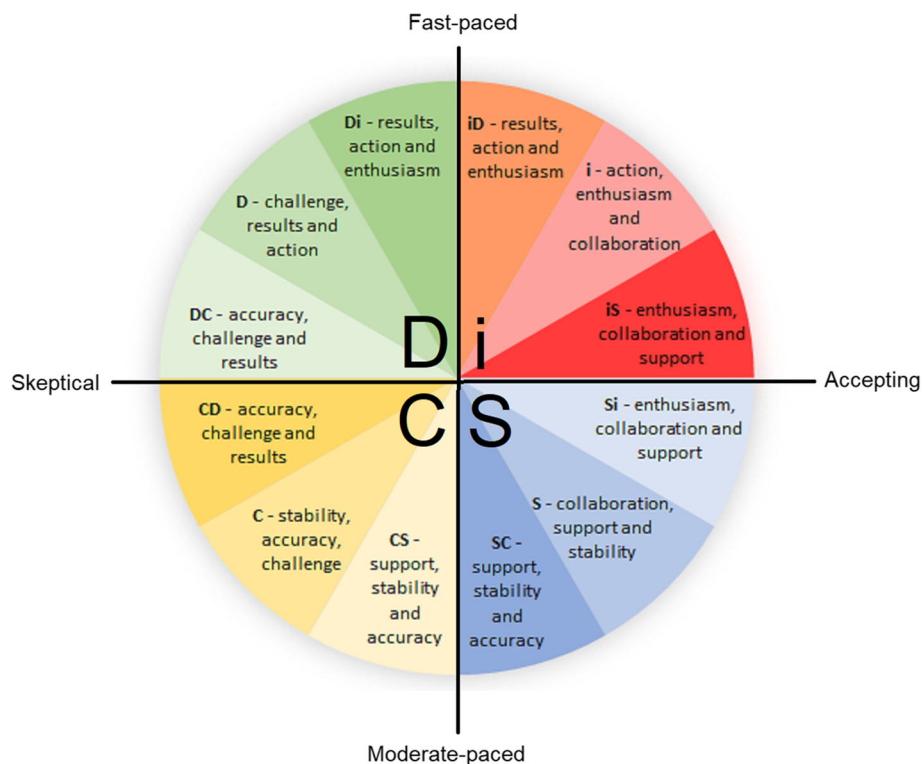 Fast-paced
Di - results,
action and
enthusiasm
iD - results,
action and
enthusiasm
i - action,
enthusiasm
and
collaboration
D - challenge,
results and
action
DC - accuracy,
challenge and
results
iS - enthusiasm,
collaboration and
support
D i
Skeptical
Accepting
C S
CD - accuracy,
challenge and
results
Si - enthusiasm,
collaboration and
support
C - stability,
accuracy,
challenge
S - collaboration,
support and
stability
CS -
support,
stability
and
accuracy
SC -
support,
stability
and
accuracy
Moderate-paced